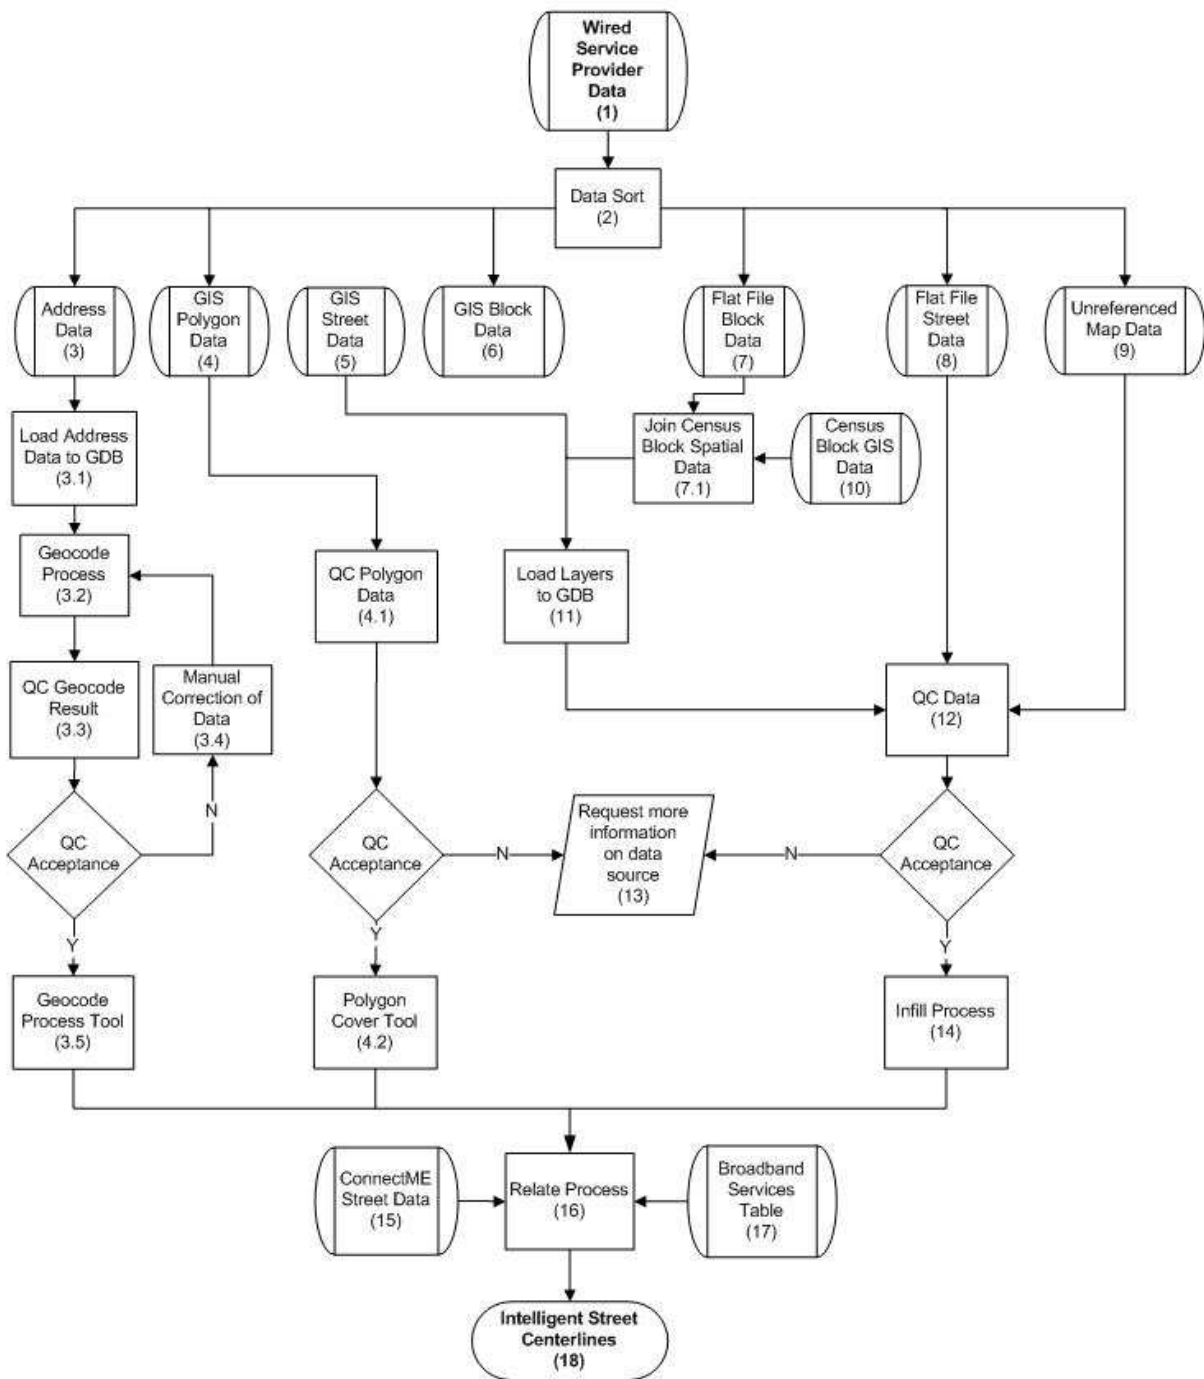 Wired
Service
Provider
Data
(1)
Data Sort
(2)
Address
Data
(3)
GIS
Polygon
Data
(4)
GIS
Street
Data
(5)
GIS Block
Data
(6)
Flat File
Block
Data
(7)
Flat File
Street
Data
(8)
Unreferenced
Map Data
(9)
Load Address
Data to GDB
(3.1)
Join Census
Block Spatial
Data
(7.1)
Census
Block GIS
Data
(10)
Geocode
Process
(3.2)
QC Polygon
Data
(4.1)
Load Layers
to GDB
(11)
QC Geocode
Result
(3.3)
Manual
Correction of
Data
(3.4)
QC Data
(12)
QC
Acceptance
N
QC
Acceptance
N
Request more
information
on data
source
(13)
N
QC
Acceptance
Y
Y
Y
Geocode
Process Tool
(3.5)
Polygon
Cover Tool
(4.2)
Infill Process
(14)
ConnectME
Street Data
(15)
Relate Process
(16)
Broadband
Services
Table
(17)
Intelligent Street
Centerlines
(18)